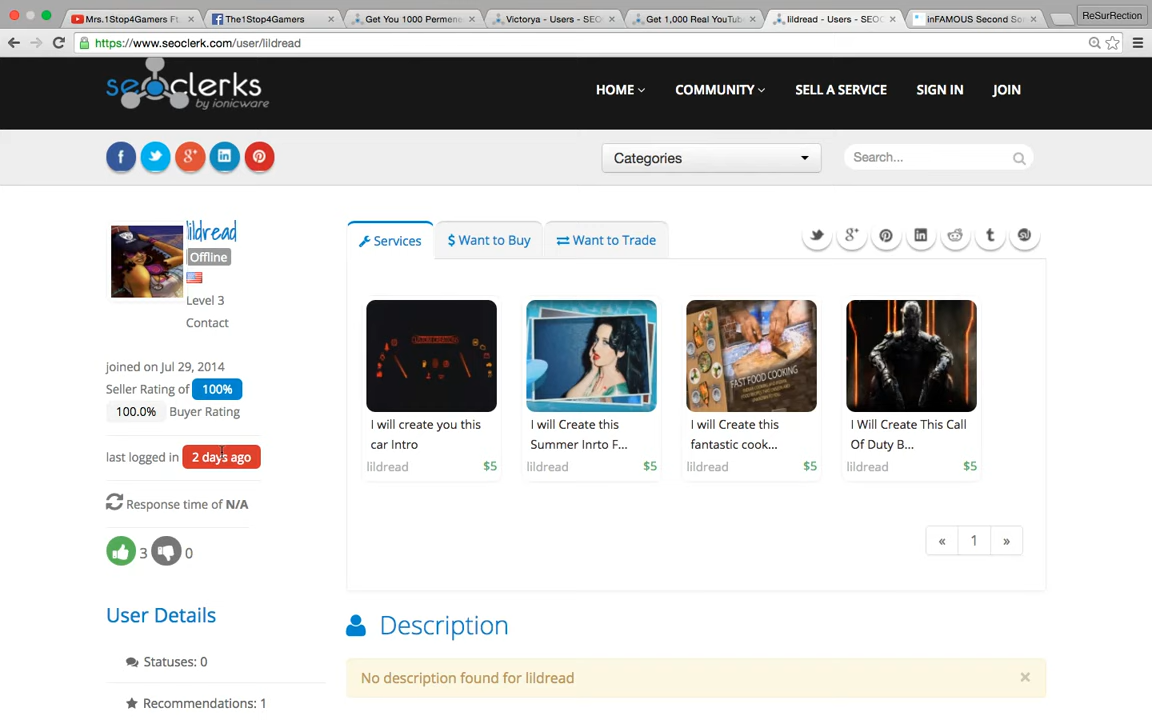 Mrs.1Stop4Gamers Ft.
The1Stop4Gamers
Get You 1000 Permene
Victorya - Users - SEOC
Get 1,000 Real YouTub
lildread - Users - SEOC
inFAMOUS Second So
ReSurRection
https://www.seoclerk.com/user/lildread
seoclerks
by ionicware
HOME
COMMUNITY
SELL A SERVICE
SIGN IN
JOIN
Categories
Search...
lildread
Offline
Level 3
Contact
joined on Jul 29, 2014
Seller Rating of 100%
100.0% Buyer Rating
last logged in 2 days ago
Response time of N/A
3 0
User Details
Statuses: 0
Recommendations: 1
Services
$ Want to Buy
Want to Trade
I will create you this
car Intro
lildread $5
I will Create this
Summer Inrto F...
lildread $5
FAST FOOD COOKING
I will Create this
fantastic cook...
lildread $5
I Will Create This Call
Of Duty B...
lildread $5
« 1 »
Description
No description found for lildread ×